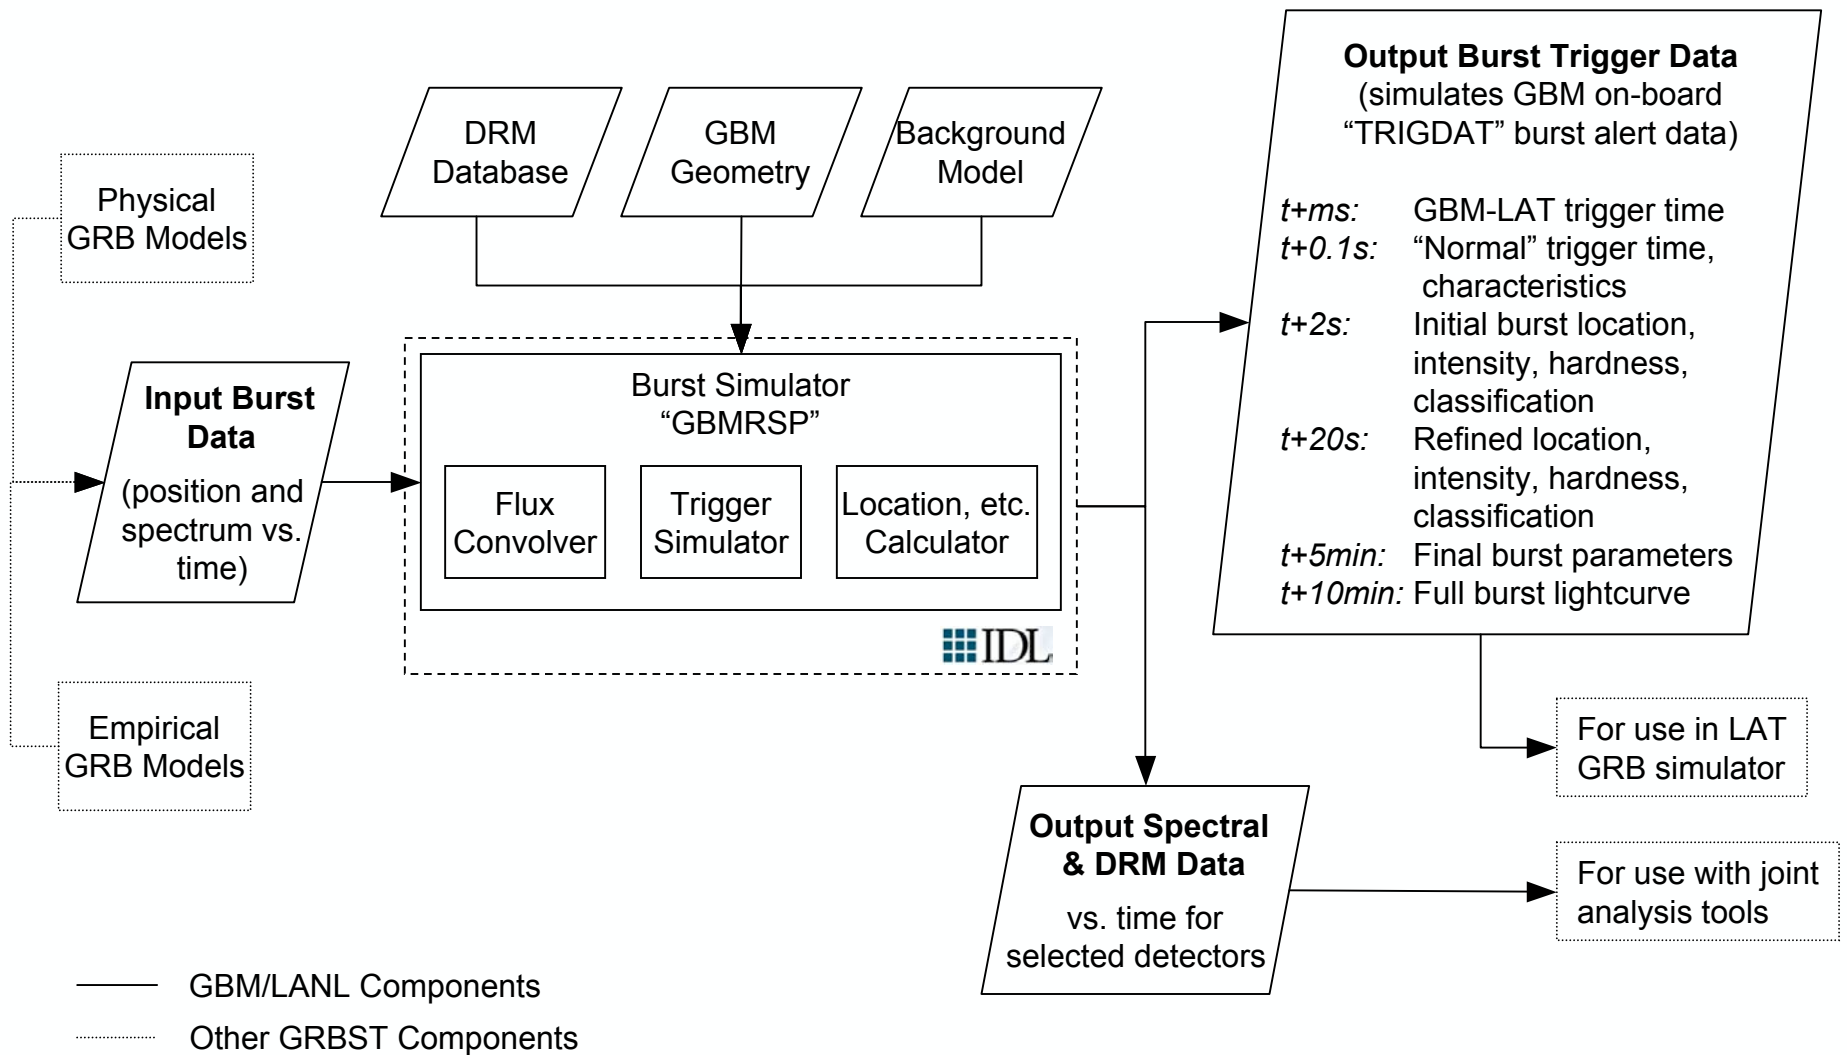 Physical
GRB Models
Empirical
GRB Models
Input Burst
Data
(position and
spectrum vs.
time)
DRM
Database
GBM
Geometry
Background
Model
Burst Simulator
“GBMRSP”
Flux
Convolver
Trigger
Simulator
Location, etc.
Calculator
IDL
Output Burst Trigger Data
(simulates GBM on-board
“TRIGDAT” burst alert data)
t+ms: GBM-LAT trigger time
t+0.1s: “Normal” trigger time,
characteristics
t+2s: Initial burst location,
intensity, hardness,
classification
t+20s: Refined location,
intensity, hardness,
classification
t+5min: Final burst parameters
t+10min: Full burst lightcurve
For use in LAT
GRB simulator
Output Spectral
& DRM Data
vs. time for
selected detectors
For use with joint
analysis tools
GBM/LANL Components
Other GRBST Components